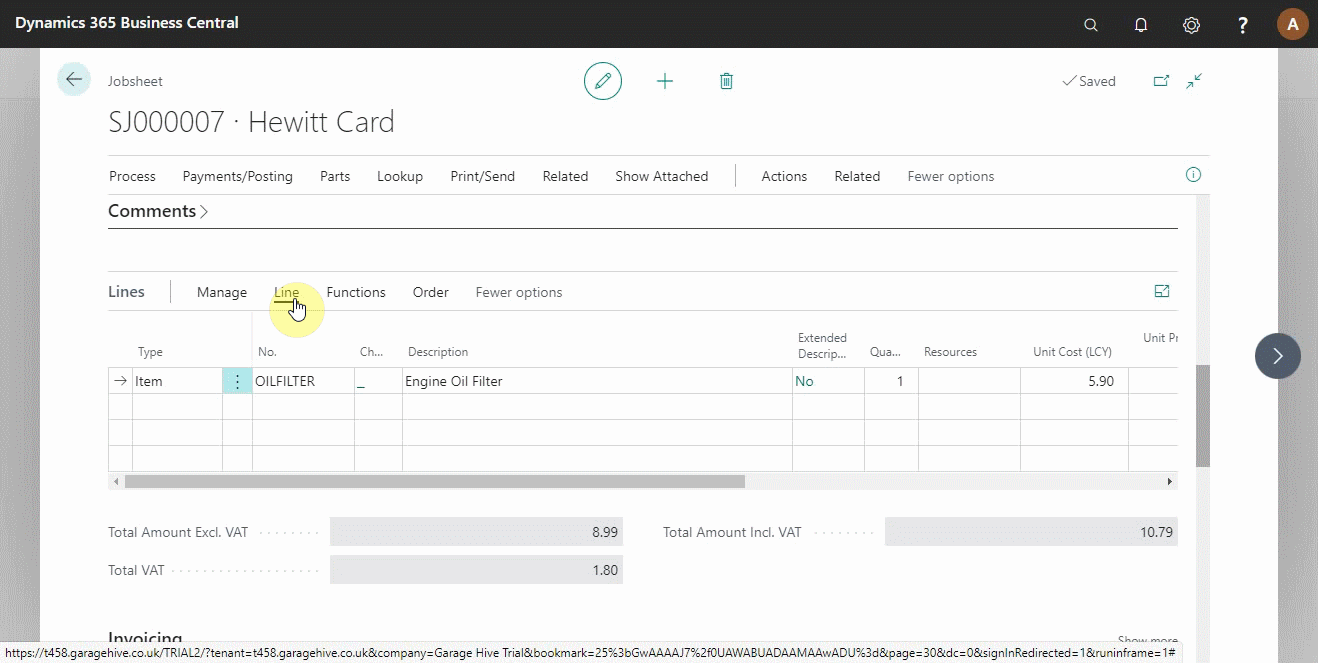 Dynamics 365 Business Central
?
A
Jobsheet
Saved
SJ000007 · Hewitt Card
Process Payments/Posting Parts Lookup Print/Send Related Show Attached Actions Related Fewer options
Comments
Lines Manage Line Functions Order Fewer options
Type No. Ch... Description Extended Descrip... Qua... Resources Unit Cost (LCY) Unit Pr
Item OILFILTER _ Engine Oil Filter No 1 5.90
Total Amount Excl. VAT 8.99 Total Amount Incl. VAT 10.79
Total VAT 1.80
Invoicing Show more
https://t458.garagehive.co.uk/TRIAL2/?tenant=t458.garagehive.co.uk&company=Garage Hive Trial&bookmark=25%3bGwAAAAJ7%2f0UAWABUADAAMAAwADU%3d&page=30&dc=0&signInRedirected=1&runinframe=1#